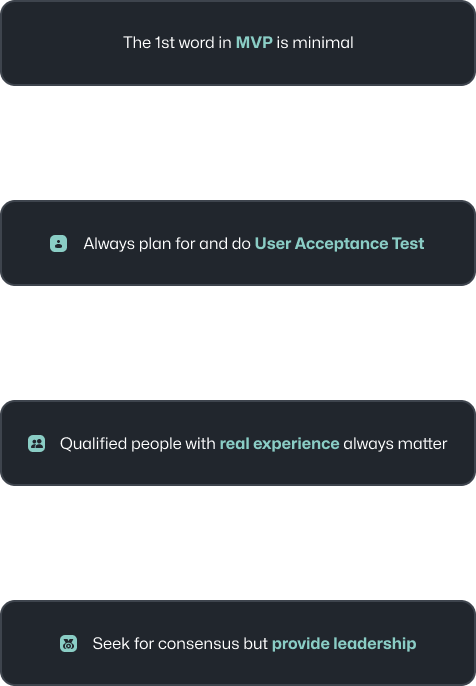 The 1st word in MVP is minimal
Always plan for and do User Acceptance Test
Qualified people with real experience always matter
Seek for consensus but provide leadership